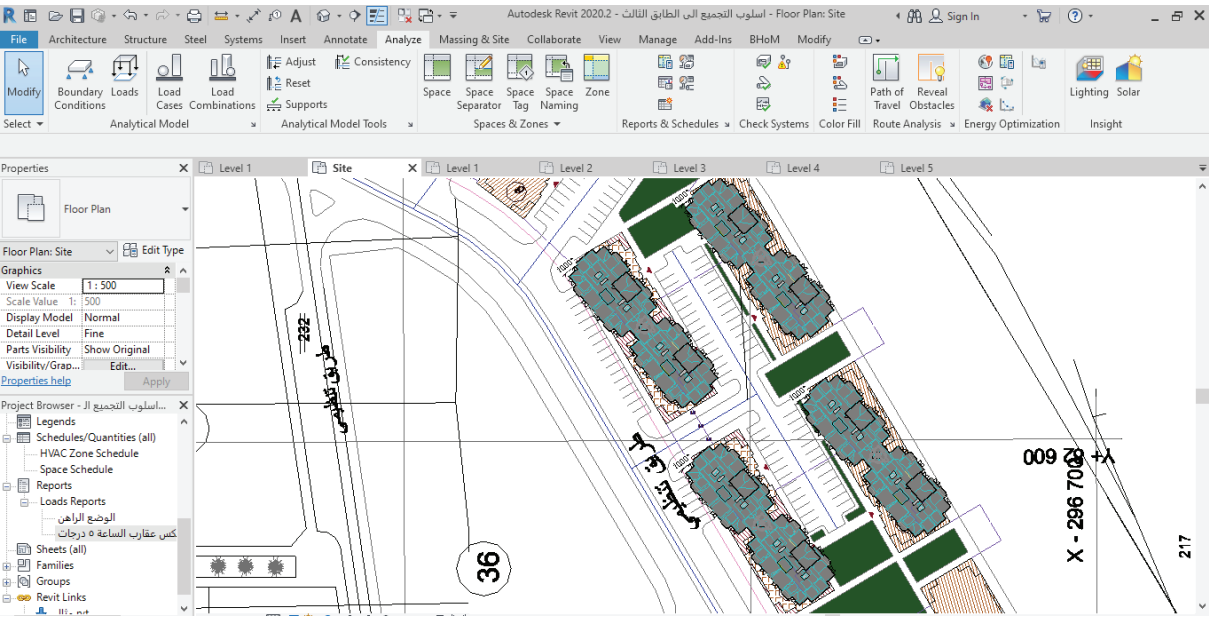 Autodesk Revit 2020.2 - اسلوب التجميع الى الطابق الثالث - Floor Plan: Site
Sign In
File Architecture Structure Steel Systems Insert Annotate Analyze Massing & Site Collaborate View Manage Add-Ins BHoM Modify
Modify
Boundary Conditions
Loads
Load Cases
Load Combinations
Adjust
Consistency
Reset
Supports
Space
Space Separator
Space Tag
Space Naming
Zone
Path of Travel
Reveal Obstacles
Lighting
Solar
Select
Analytical Model
Analytical Model Tools
Spaces & Zones
Reports & Schedules
Check Systems
Color Fill
Route Analysis
Energy Optimization
Insight
Properties
Level 1
Site
Level 1
Level 2
Level 3
Level 4
Level 5
Floor Plan
Floor Plan: Site
Edit Type
Graphics
View Scale 1 : 500
Scale Value 1: 500
Display Model Normal
Detail Level Fine
Parts Visibility Show Original
Visibility/Grap... Edit...
Properties help
Apply
Project Browser - اسلوب التجميع الـ...
Legends
Schedules/Quantities (all)
HVAC Zone Schedule
Space Schedule
Reports
Loads Reports
الوضع الراهن
كس عقارب الساعة ٥ درجات
Sheets (all)
Families
Groups
Revit Links
232
36
217
X - 296 700